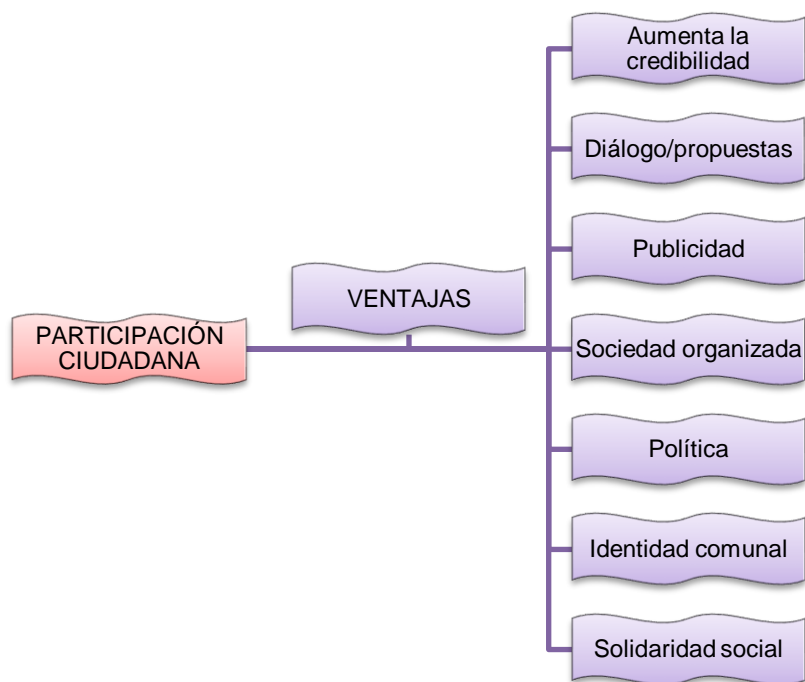 PARTICIPACIÓN
CIUDADANA
VENTAJAS
Aumenta la
credibilidad
Diálogo/propuestas
Publicidad
Sociedad organizada
Política
Identidad comunal
Solidaridad social